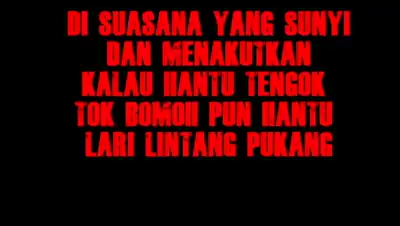 DI SUASANA YANG SUNYI
DAN MENAKUTKAN
KALAU HANTU TENGOK
TOK BOMOH PUN HANTU
LARI LINTANG PUKANG